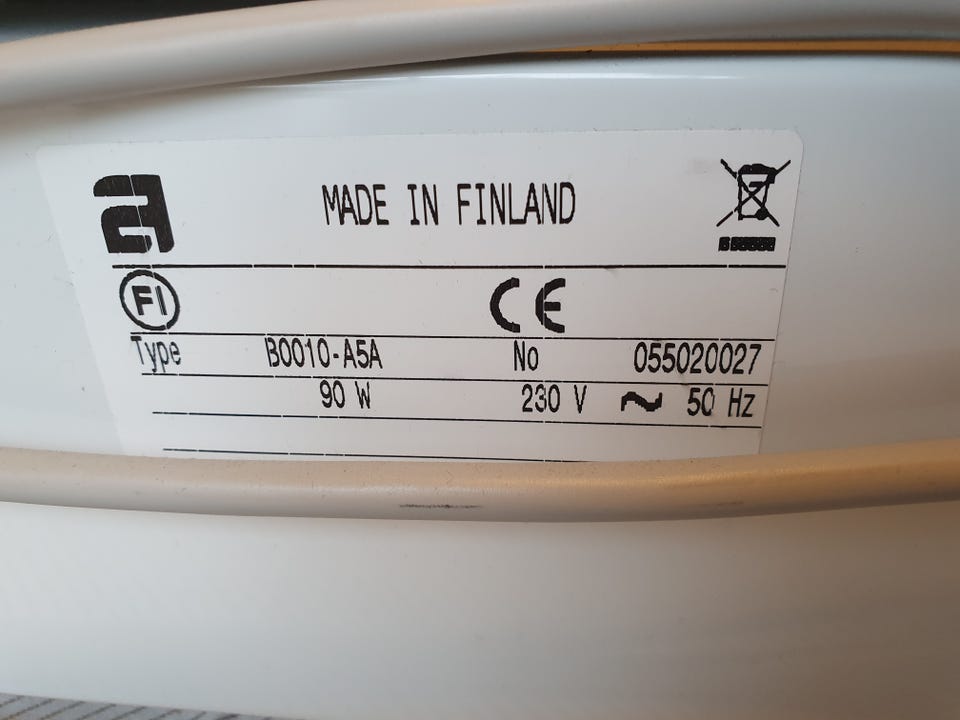 MADE IN FINLAND
FI
CE
Type B0010-A5A No 055020027
90 W 230 V ~ 50 Hz